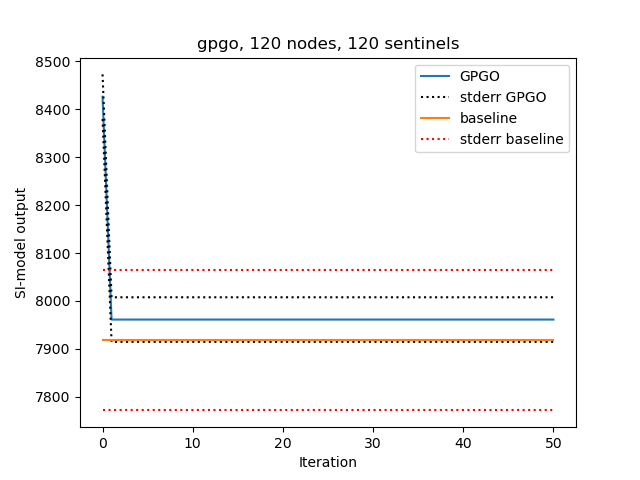 gpgo, 120 nodes, 120 sentinels
8500
8400
8300
8200
8100
8000
7900
7800
SI-model output
GPGO
stderr GPGO
baseline
stderr baseline
0 10 20 30 40 50
Iteration